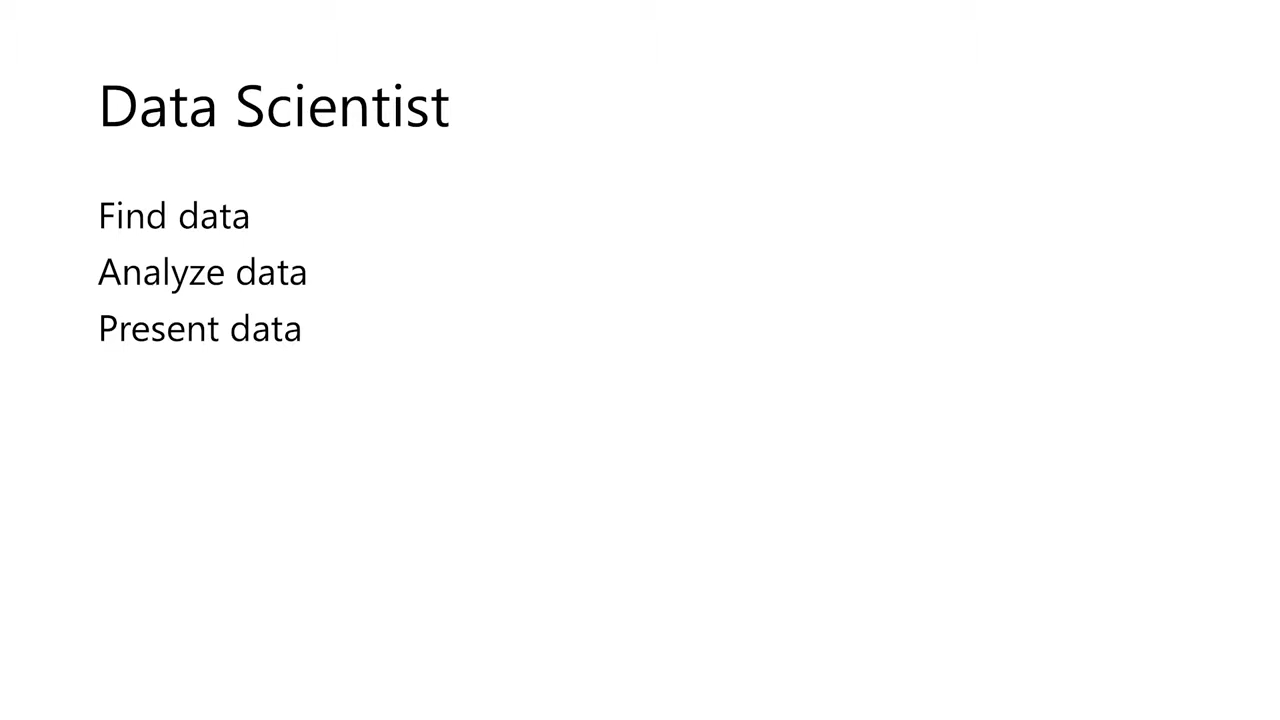 Data Scientist
Find data
Analyze data
Present data